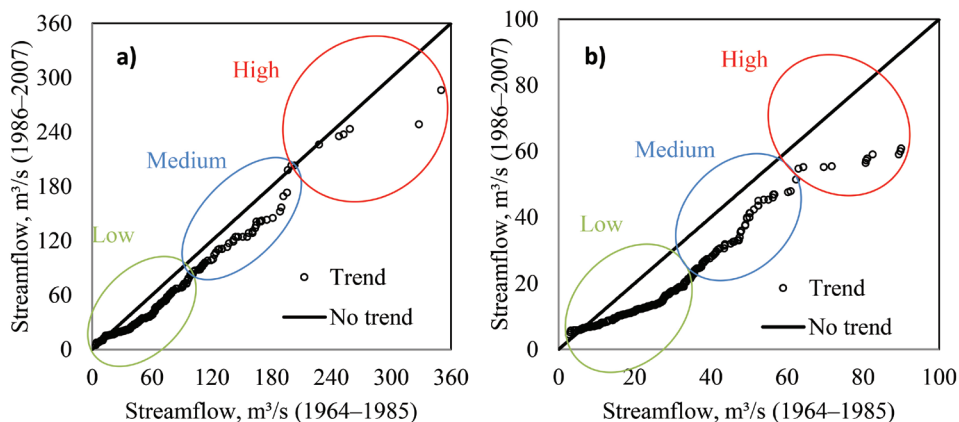 a)
High
Medium
Low
Trend
No trend
360
300
240
180
120
60
0
0 60 120 180 240 300 360
Streamflow, m³/s (1986–2007)
Streamflow, m³/s (1964–1985)
b)
High
Medium
Low
Trend
No trend
100
80
60
40
20
0
0 20 40 60 80 100
Streamflow, m³/s (1986–2007)
Streamflow, m³/s (1964–1985)